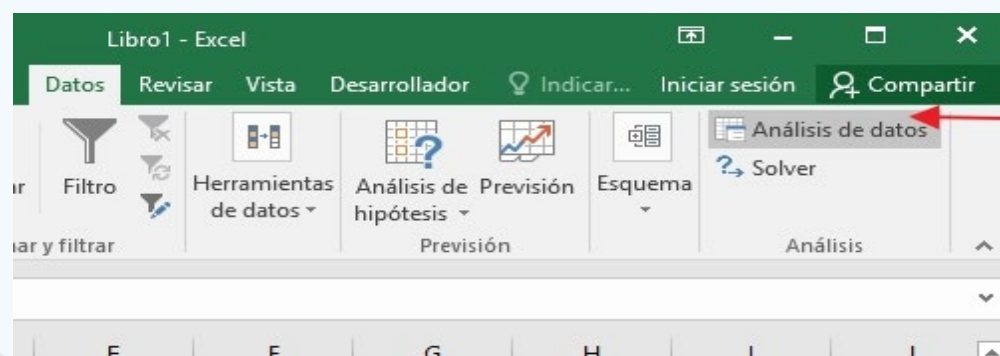 Libro1 - Excel
Datos Revisar Vista Desarrollador Indicar... Iniciar sesión Compartir
Filtro
Herramientas de datos
Análisis de hipótesis
Previsión
Esquema
Análisis de datos
Solver
y filtrar
Previsión
Análisis
G H